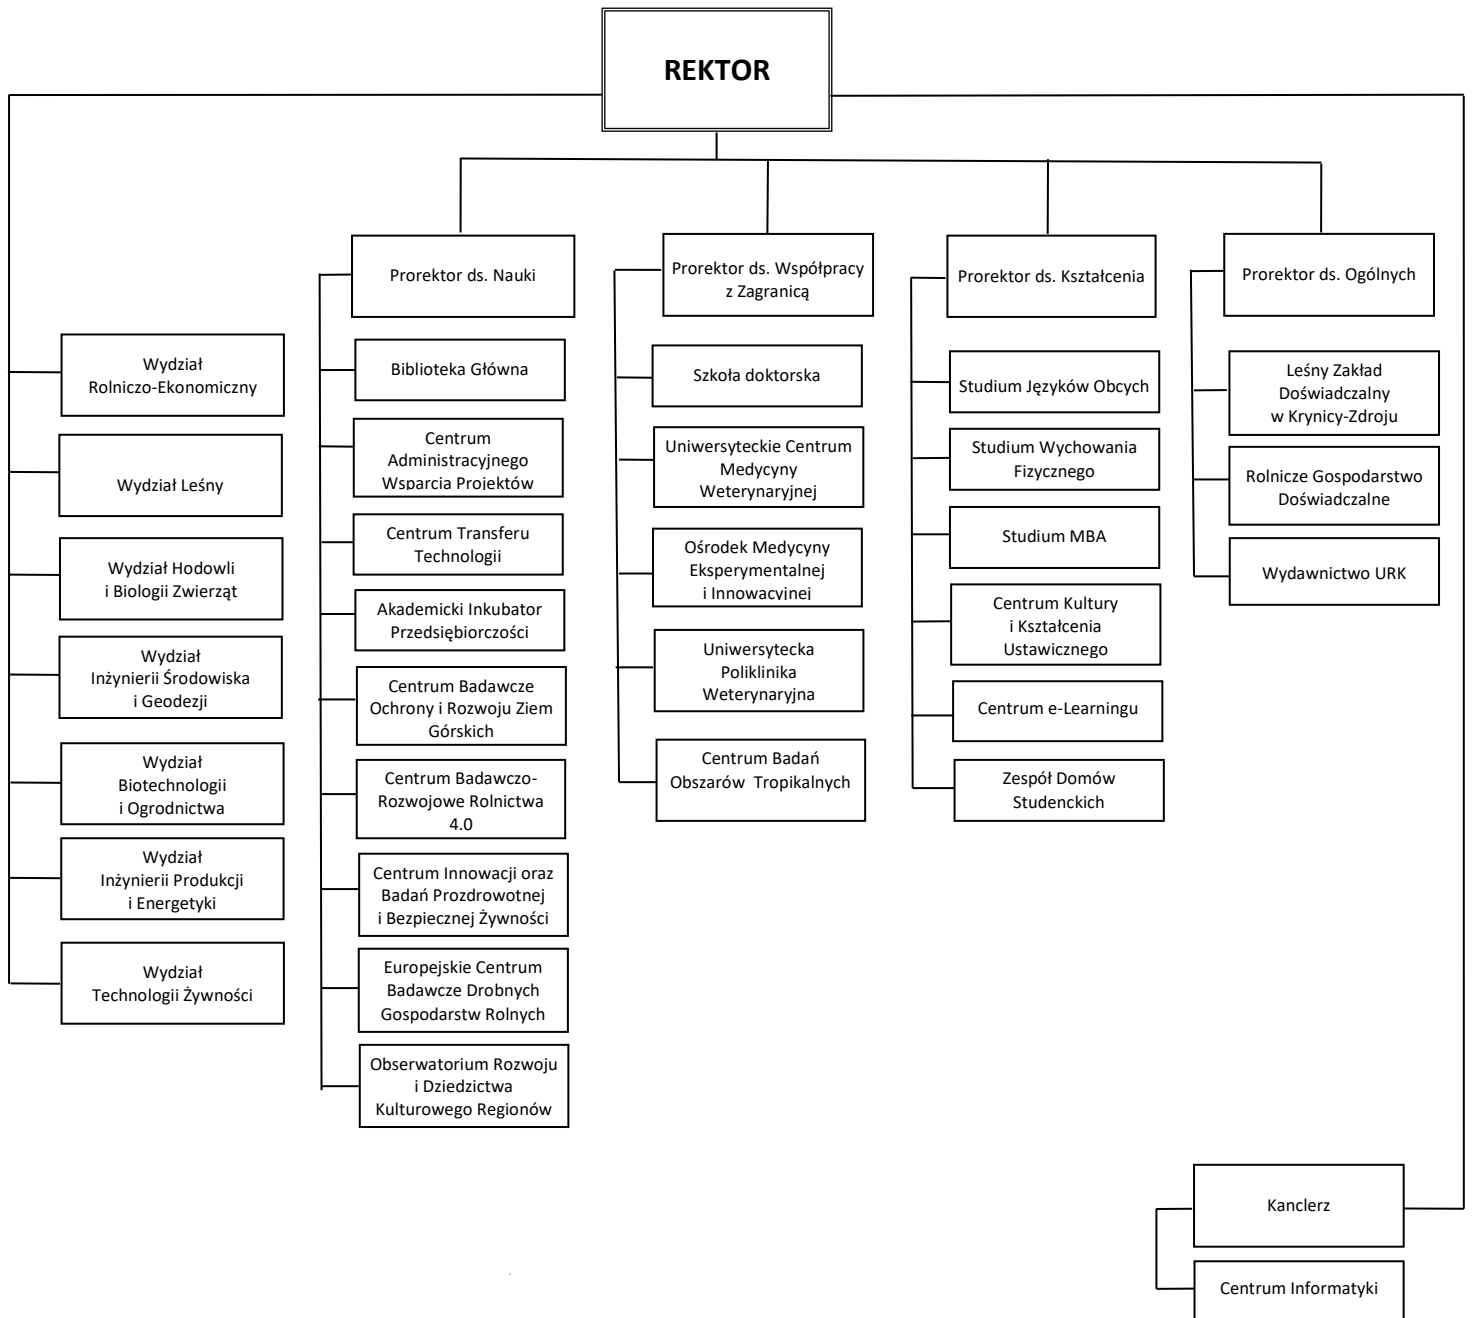 REKTOR
Prorektor ds. Nauki
Prorektor ds. Współpracy
z Zagranicą
Prorektor ds. Kształcenia
Prorektor ds. Ogólnych
Wydział
Rolniczo-Ekonomiczny
Wydział Leśny
Wydział Hodowli
i Biologii Zwierząt
Wydział
Inżynierii Środowiska
i Geodezji
Wydział
Biotechnologii
i Ogrodnictwa
Wydział
Inżynierii Produkcji
i Energetyki
Wydział
Technologii Żywności
Biblioteka Główna
Centrum
Administracyjnego
Wsparcia Projektów
Centrum Transferu
Technologii
Akademicki Inkubator
Przedsiębiorczości
Centrum Badawcze
Ochrony i Rozwoju Ziem
Górskich
Centrum Badawczo-
Rozwojowe Rolnictwa
4.0
Centrum Innowacji oraz
Badań Prozdrowotnej
i Bezpiecznej Żywności
Europejskie Centrum
Badawcze Drobnych
Gospodarstw Rolnych
Obserwatorium Rozwoju
i Dziedzictwa
Kulturowego Regionów
Szkoła doktorska
Uniwersyteckie Centrum
Medycyny
Weterynaryjnej
Ośrodek Medycyny
Eksperymentalnej
i Innowacyjnej
Uniwersytecka
Poliklinika
Weterynaryjna
Centrum Badań
Obszarów Tropikalnych
Studium Języków Obcych
Studium Wychowania
Fizycznego
Studium MBA
Centrum Kultury
i Kształcenia
Ustawicznego
Centrum e-Learningu
Zespół Domów
Studenckich
Leśny Zakład
Doświadczalny
w Krynicy-Zdroju
Rolnicze Gospodarstwo
Doświadczalne
Wydawnictwo URK
Kanclerz
Centrum Informatyki